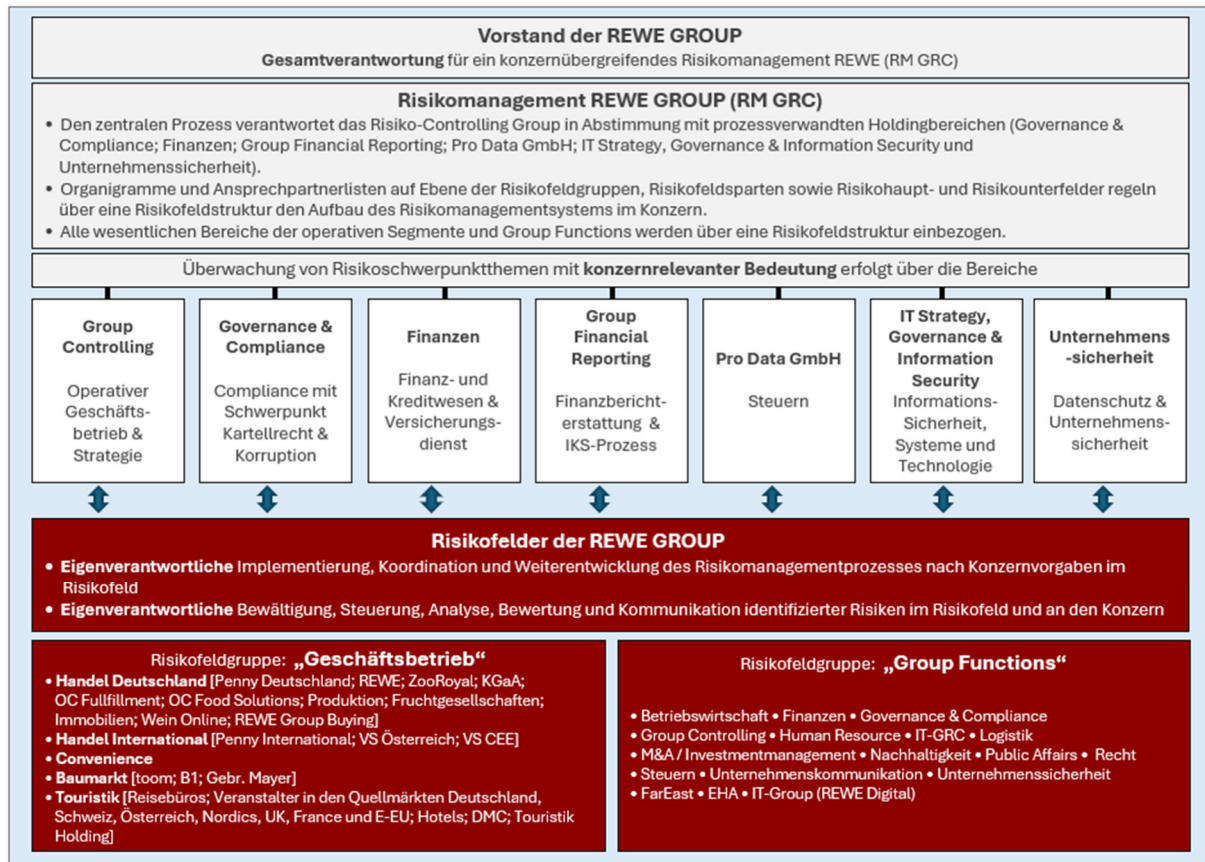 Vorstand der REWE GROUP
Gesamtverantwortung für ein konzernübergreifendes Risikomanagement REWE (RM GRC)
Risikomanagement REWE GROUP (RM GRC)
• Den zentralen Prozess verantwortet das Risiko-Controlling Group in Abstimmung mit prozessverwandten Holdingbereichen (Governance &
Compliance; Finanzen; Group Financial Reporting; Pro Data GmbH; IT Strategy, Governance & Information Security und
Unternehmenssicherheit).
• Organigramme und Ansprechpartnerlisten auf Ebene der Risikofeldgruppen, Risikofeldsparten sowie Risikohaupt- und Risikounterfelder regeln
über eine Risikofeldstruktur den Aufbau des Risikomanagementsystems im Konzern.
• Alle wesentlichen Bereiche der operativen Segmente und Group Functions werden über eine Risikofeldstruktur einbezogen.
Überwachung von Risikoschwerpunktthemen mit konzernrelevanter Bedeutung erfolgt über die Bereiche
Group
Controlling
Operativer
Geschäfts-
betrieb &
Strategie
Governance &
Compliance
Compliance mit
Schwerpunkt
Kartellrecht &
Korruption
Finanzen
Finanz- und
Kreditwesen &
Versicherungs-
dienst
Group
Financial
Reporting
Finanzbericht-
erstattung &
IKS-Prozess
Pro Data GmbH
Steuern
IT Strategy,
Governance &
Information
Security
Informations-
Sicherheit,
Systeme und
Technologie
Unternehmens
-sicherheit
Datenschutz &
Unternehmens-
sicherheit
Risikofelder der REWE GROUP
• Eigenverantwortliche Implementierung, Koordination und Weiterentwicklung des Risikomanagementprozesses nach Konzernvorgaben im
Risikofeld
• Eigenverantwortliche Bewältigung, Steuerung, Analyse, Bewertung und Kommunikation identifizierter Risiken im Risikofeld und an den Konzern
Risikofeldgruppe: „Geschäftsbetrieb“
• Handel Deutschland [Penny Deutschland; REWE; ZooRoyal; KGaA;
OC Fullfillment; OC Food Solutions; Produktion; Fruchtgesellschaften;
Immobilien; Wein Online; REWE Group Buying]
• Handel International [Penny International; VS Österreich; VS CEE]
• Convenience
• Baumarkt [toom; B1; Gebr. Mayer]
• Touristik [Reisebüros; Veranstalter in den Quellmärkten Deutschland,
Schweiz, Österreich, Nordics, UK, France und E-EU; Hotels; DMC; Touristik
Holding]
Risikofeldgruppe: „Group Functions“
• Betriebswirtschaft • Finanzen • Governance & Compliance
• Group Controlling • Human Resource • IT-GRC • Logistik
• M&A / Investmentmanagement • Nachhaltigkeit • Public Affairs • Recht
• Steuern • Unternehmenskommunikation • Unternehmenssicherheit
• FarEast • EHA • IT-Group (REWE Digital)